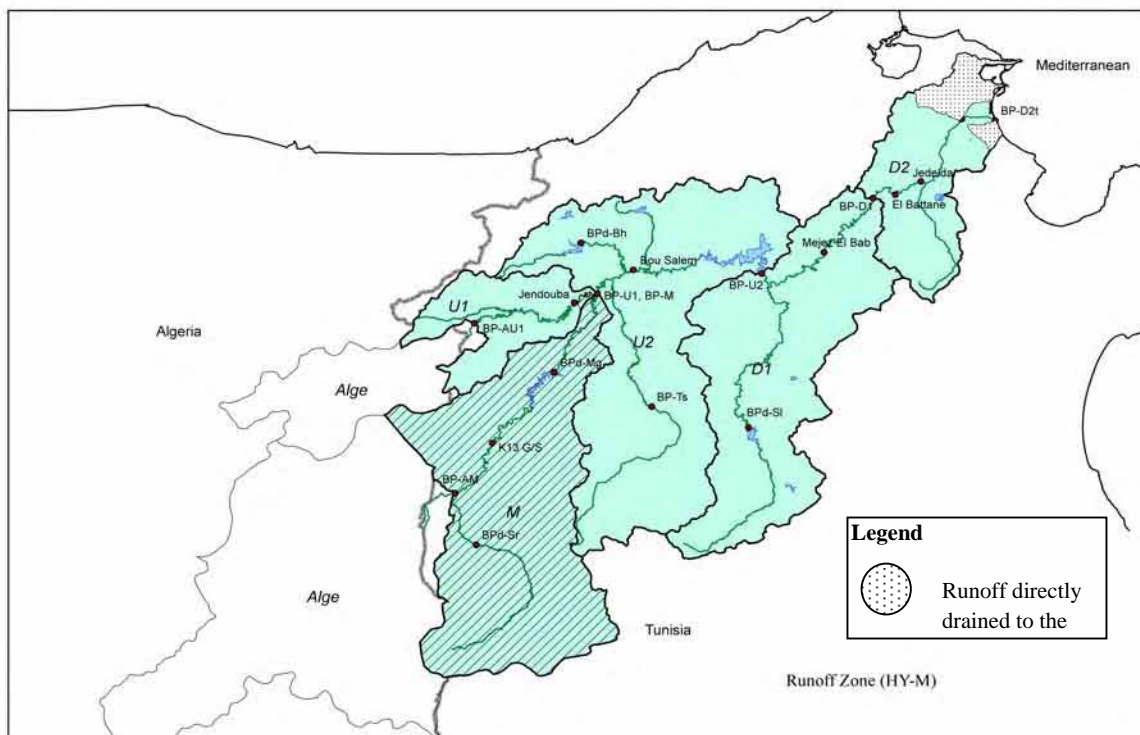 Mediterranean
BP-D2t
D2
Jedeida
El Battane
BP-D1
BPd-Bh
Mejez El Bab
Bou Salem
BP-U2
Jendouba
BP-U1, BP-M
U1
BP-AU1
Algeria
U2
BPd-Mg
D1
Alge
BP-Ts
BPd-Sl
K13 G/S
BP-AM
M
BPd-Sr
Legend
Runoff directly
drained to the
Alge
Tunisia
Runoff Zone (HY-M)